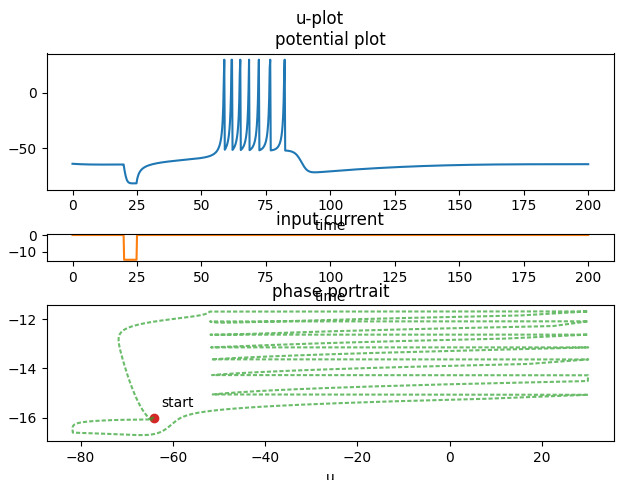 u-plot
potential plot
0
−50
0 25 50 75 100 125 150 175 200
time
input current
0
−10
0 25 50 75 100 125 150 175 200
time
phase portrait
−12
−14
start
−16
−80 −60 −40 −20 0 20
u